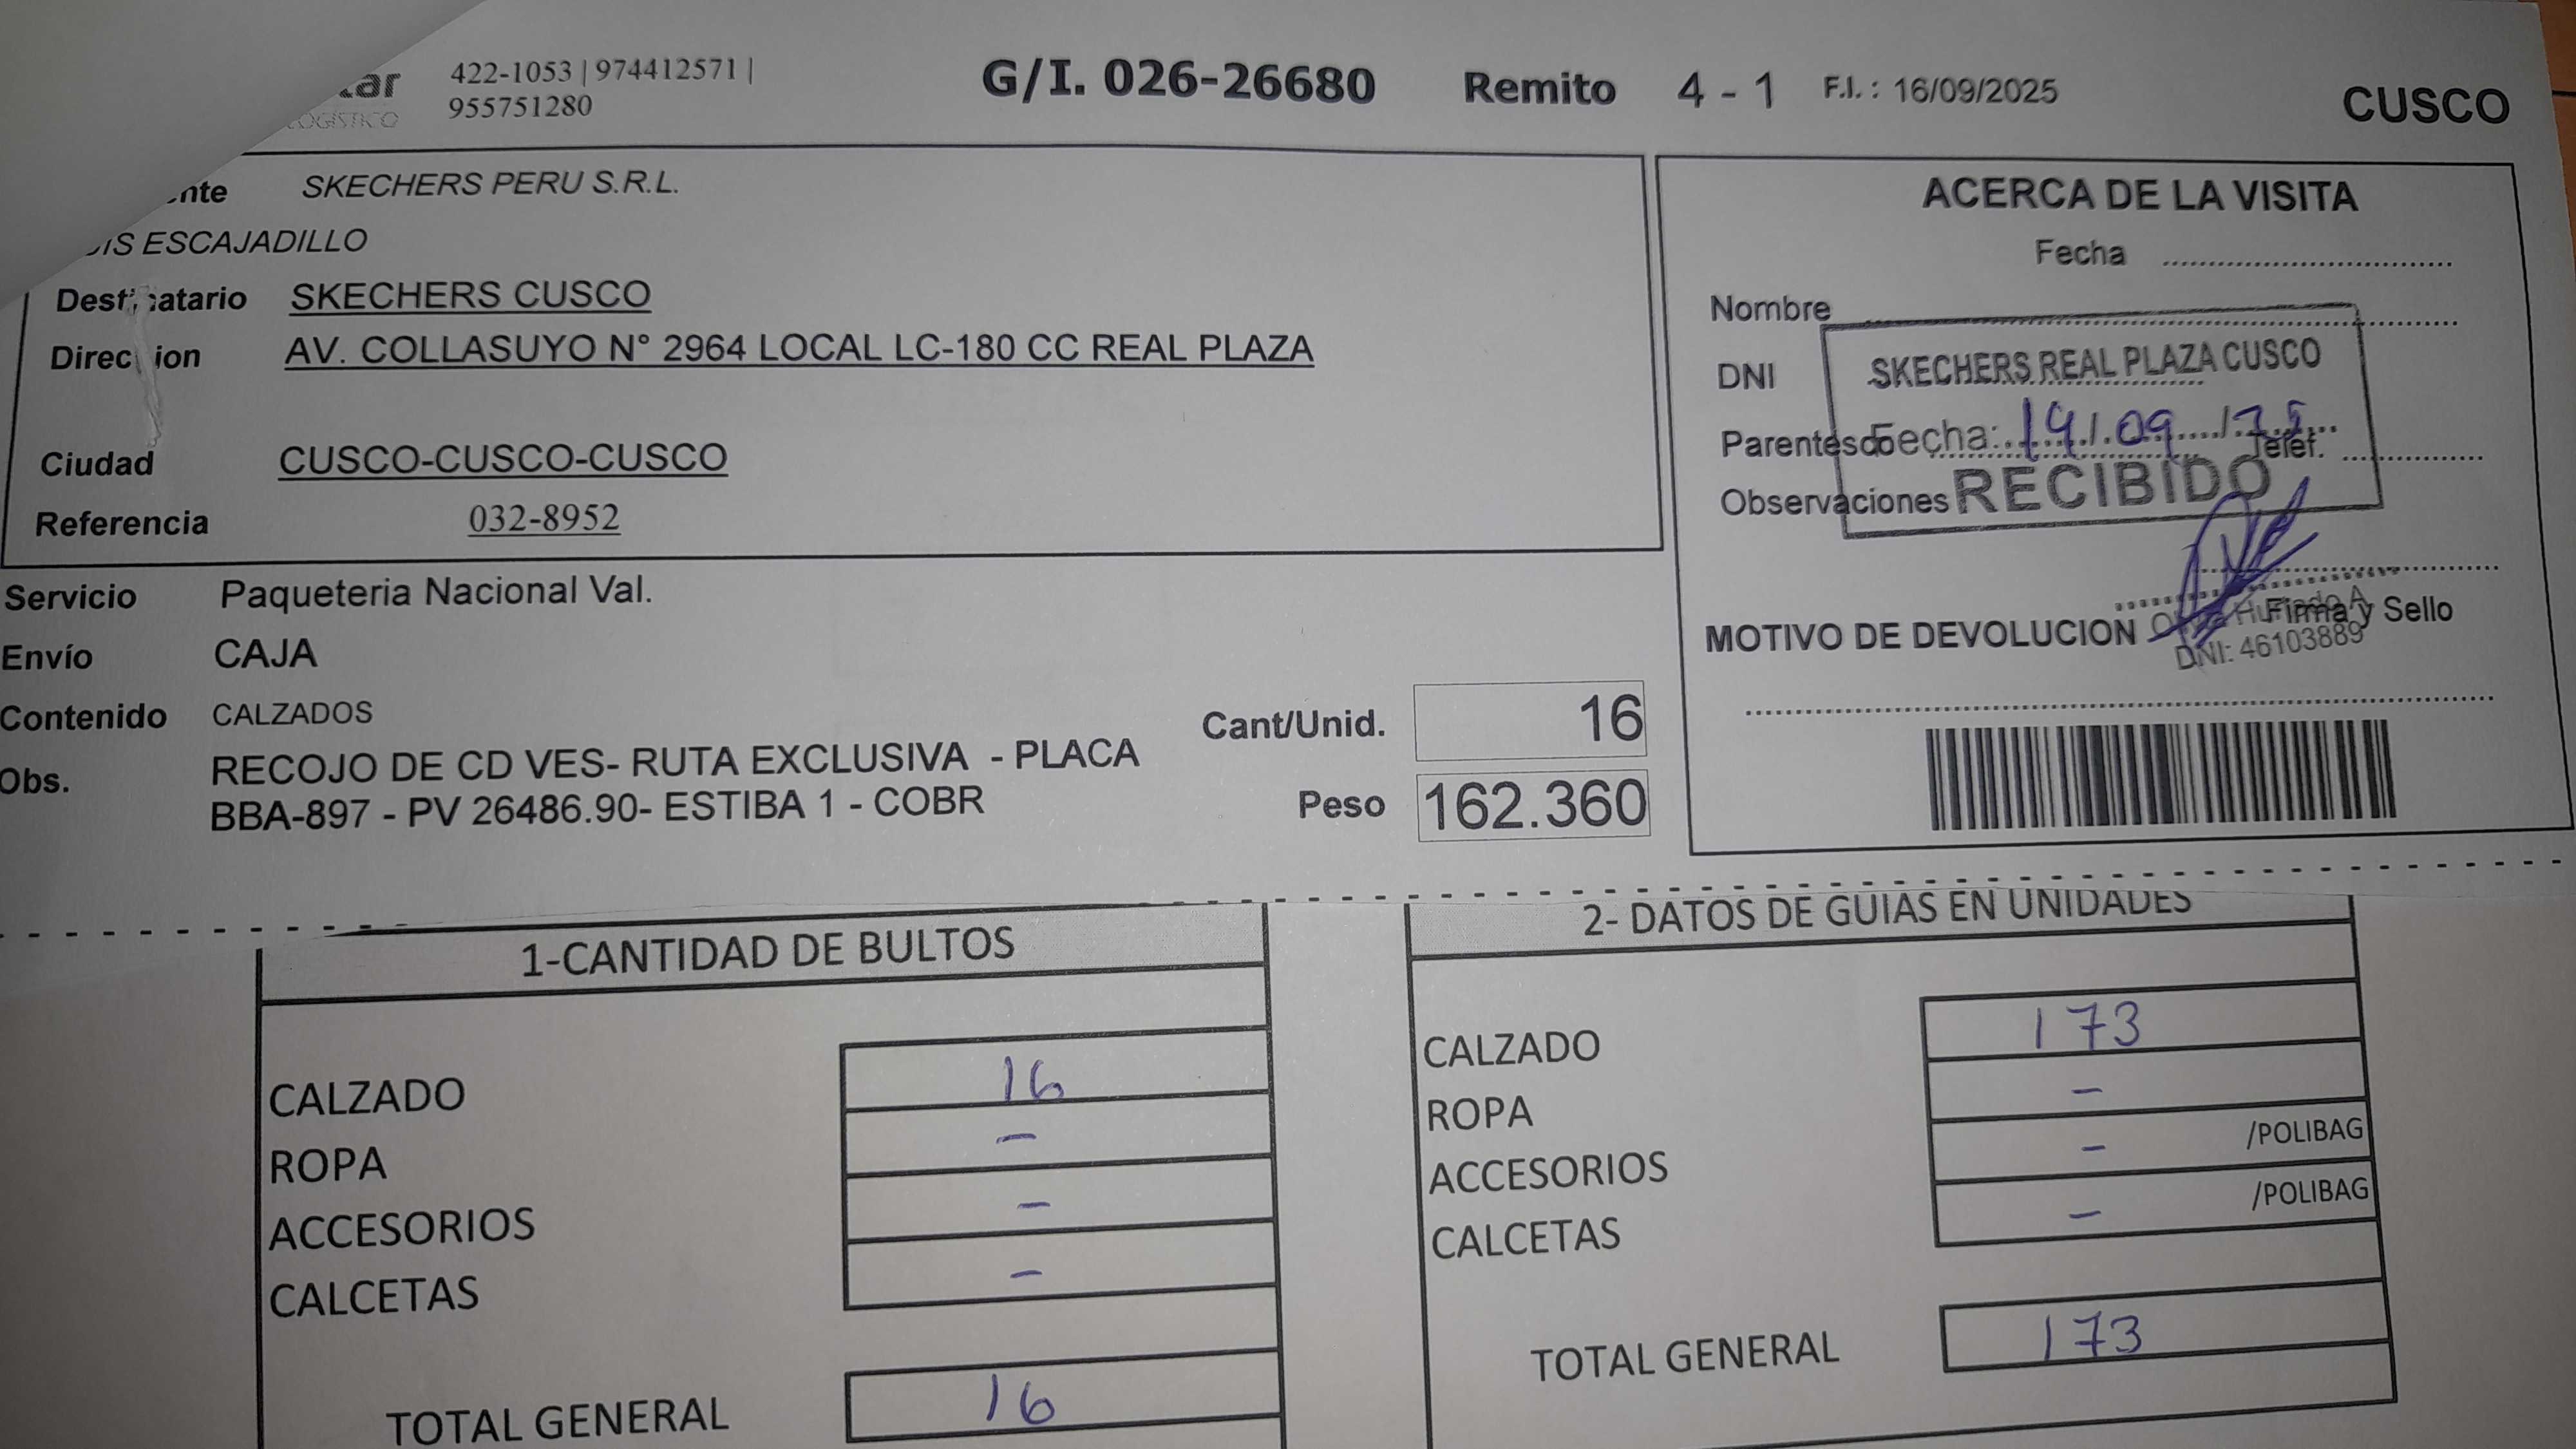 422-1053 | 974412571 |
955751280
G/I. 026-26680 Remito 4 - 1 F.I. : 16/09/2025 CUSCO
SKECHERS PERU S.R.L.
ESCAJADILLO
SKECHERS CUSCO
AV. COLLASUYO N° 2964 LOCAL LC-180 CC REAL PLAZA
Ciudad CUSCO-CUSCO-CUSCO
Referencia 032-8952
ACERCA DE LA VISITA
Fecha
Nombre
DNI
Parentesco Telef.
Observaciones
SKECHERS REAL PLAZA CUSCO
Fecha:
RECIBIDO
Firma y Sello
DNI: 46103889
MOTIVO DE DEVOLUCION
Servicio Paqueteria Nacional Val.
Envío CAJA
Contenido CALZADOS
Obs. RECOJO DE CD VES- RUTA EXCLUSIVA - PLACA
BBA-897 - PV 26486.90- ESTIBA 1 - COBR
Cant/Unid. 16
Peso 162.360
1-CANTIDAD DE BULTOS
CALZADO 16
ROPA -
ACCESORIOS -
CALCETAS -
TOTAL GENERAL 16
2- DATOS DE GUIAS EN UNIDADES
CALZADO 173
ROPA -
ACCESORIOS - /POLIBAG
CALCETAS - /POLIBAG
TOTAL GENERAL 173